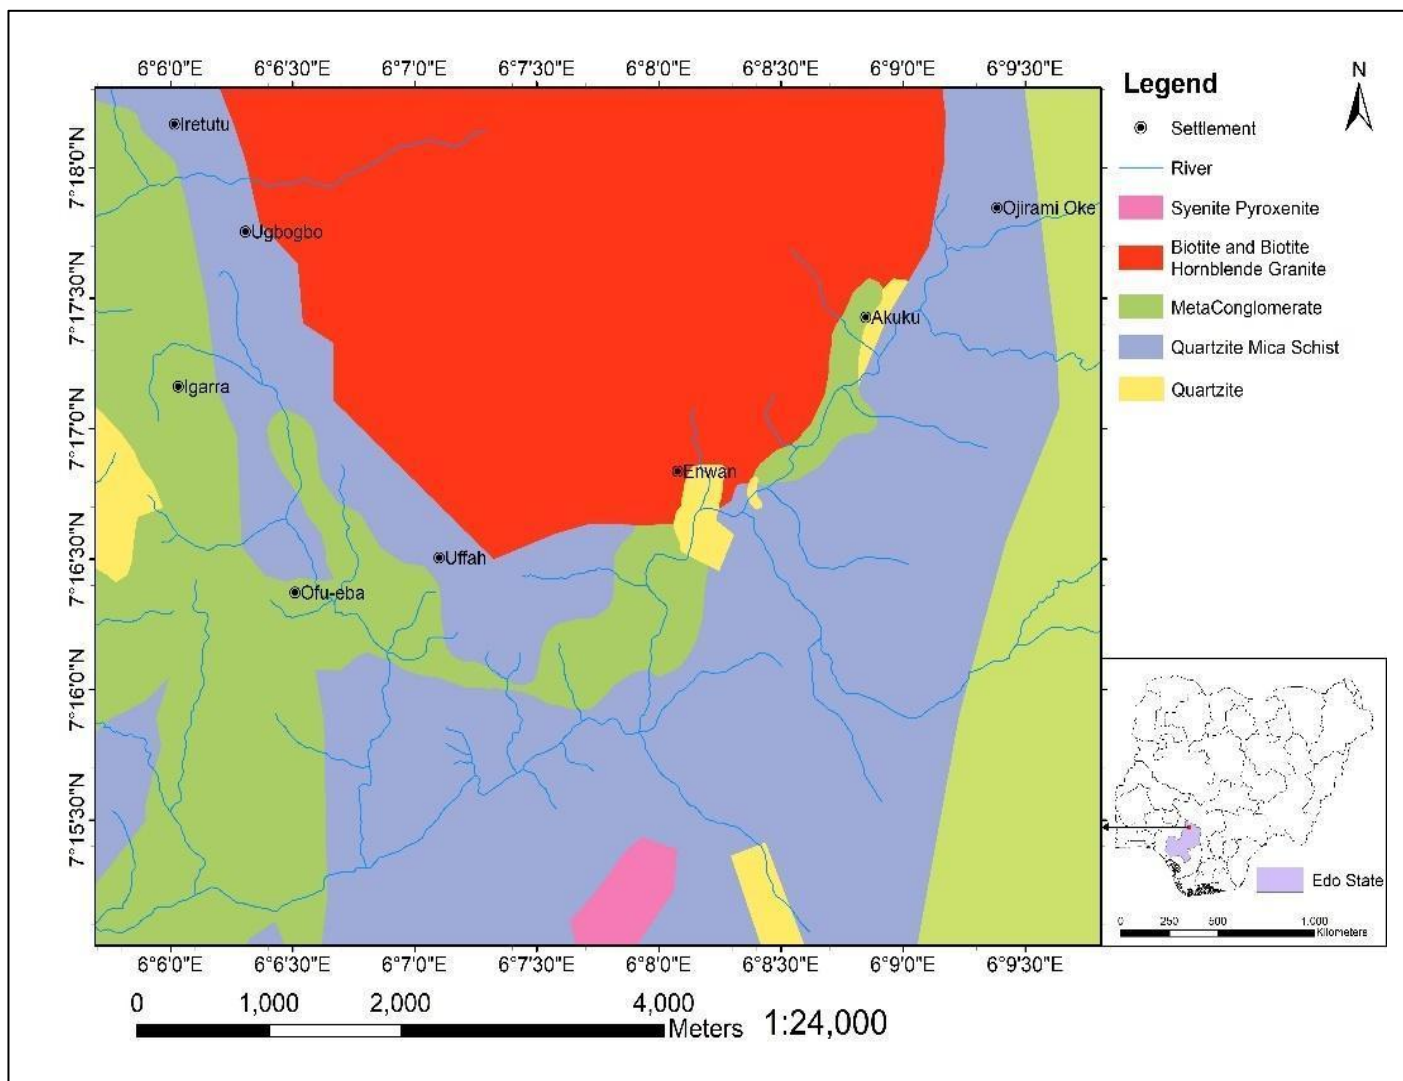 6°6'0"E 6°6'30"E 6°7'0"E 6°7'30"E 6°8'0"E 6°8'30"E 6°9'0"E 6°9'30"E
7°18'0"N
7°17'30"N
7°17'0"N
7°16'30"N
7°16'0"N
7°15'30"N
Iretutu
Ojirami Oke
Ugbogbo
Akuku
Igarra
Enwan
Uffah
Ofu-eba
6°6'0"E 6°6'30"E 6°7'0"E 6°7'30"E 6°8'0"E 6°8'30"E 6°9'0"E 6°9'30"E
0 1,000 2,000 4,000
Meters 1:24,000
Legend
N
Settlement
River
Syenite Pyroxenite
Biotite and Biotite
Hornblende Granite
MetaConglomerate
Quartzite Mica Schist
Quartzite
Edo State
0 250 500 1,000
Kilometers